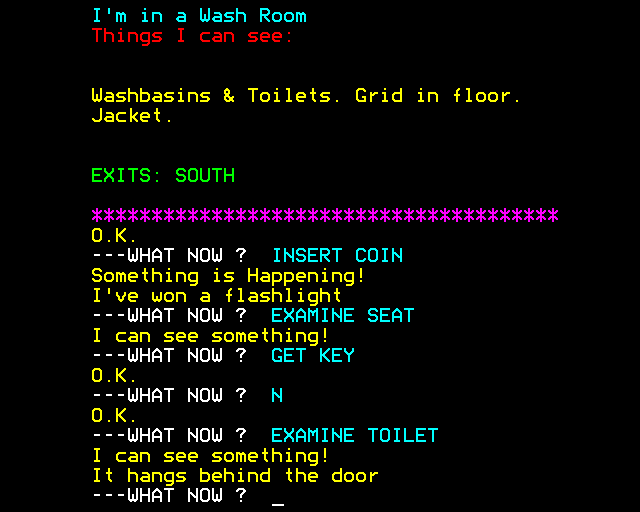 I'm in a Wash Room
Things I can see:
Washbasins & Toilets. Grid in floor.
Jacket.
EXITS: SOUTH
***************************************
O.K.
---WHAT NOW ? INSERT COIN
Something is Happening!
I've won a flashlight
---WHAT NOW ? EXAMINE SEAT
I can see something!
---WHAT NOW ? GET KEY
O.K.
---WHAT NOW ? N
O.K.
---WHAT NOW ? EXAMINE TOILET
I can see something!
It hangs behind the door
---WHAT NOW ? _